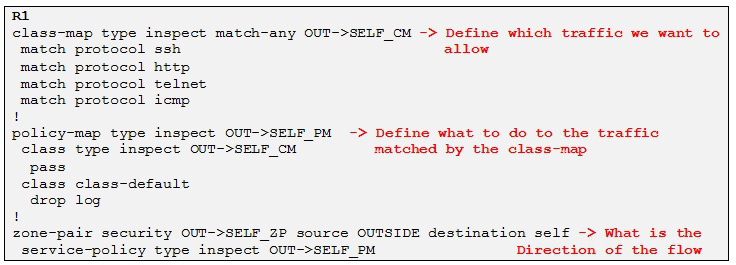 R1
class-map type inspect match-any OUT->SELF_CM -> Define which traffic we want to
allow
match protocol ssh
match protocol http
match protocol telnet
match protocol icmp
!
policy-map type inspect OUT->SELF_PM -> Define what to do to the traffic
class type inspect OUT->SELF_CM matched by the class-map
pass
class class-default
drop log
!
zone-pair security OUT->SELF_ZP source OUTSIDE destination self -> What is the
service-policy type inspect OUT->SELF_PM Direction of the flow